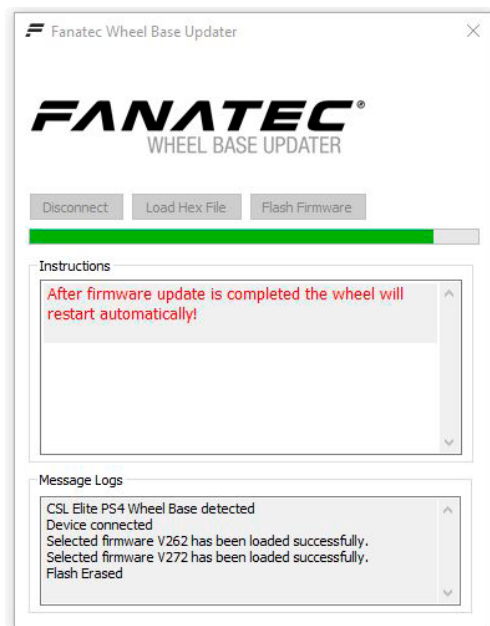 Fanatec Wheel Base Updater
FANATEC®
WHEEL BASE UPDATER
Disconnect Load Hex File Flash Firmware
Instructions
After firmware update is completed the wheel will
restart automatically!
Message Logs
CSL Elite PS4 Wheel Base detected
Device connected
Selected firmware V262 has been loaded successfully.
Selected firmware V272 has been loaded successfully.
Flash Erased